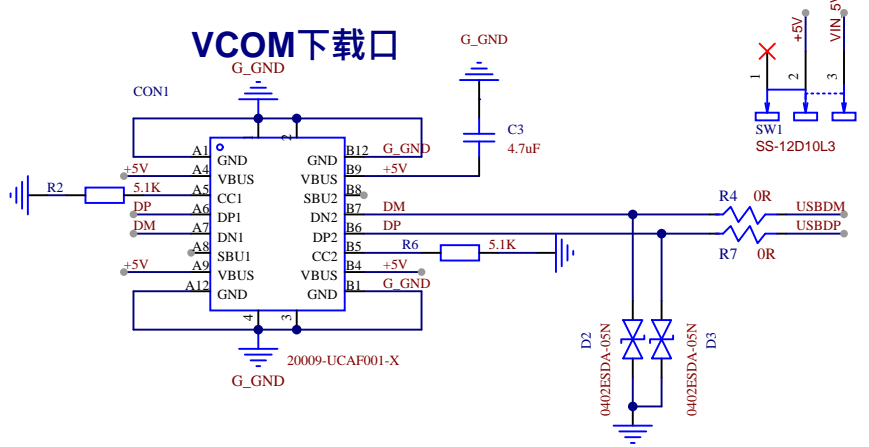 VCOM下载口
G_GND
+5V
VIN_5V
G_GND
CON1
1
2
3
1
2
C3
4.7uF
SW1
SS-12D10L3
A1
GND
GND
B12
G_GND
+5V
A4
VBUS
VBUS
B9
+5V
R2
5.1K
A5
CC1
SBU2
B8
DP
A6
DP1
DN2
B7
DM
R4
0R
USBDM
DM
A7
DN1
DP2
B6
DP
USBDP
A8
SBU1
CC2
B5
R6
5.1K
R7
0R
+5V
A9
VBUS
VBUS
B4
+5V
A12
GND
GND
B1
G_GND
4
3
20009-UCAF001-X
G_GND
D2
0402ESDA-05N
0402ESDA-05N
D3